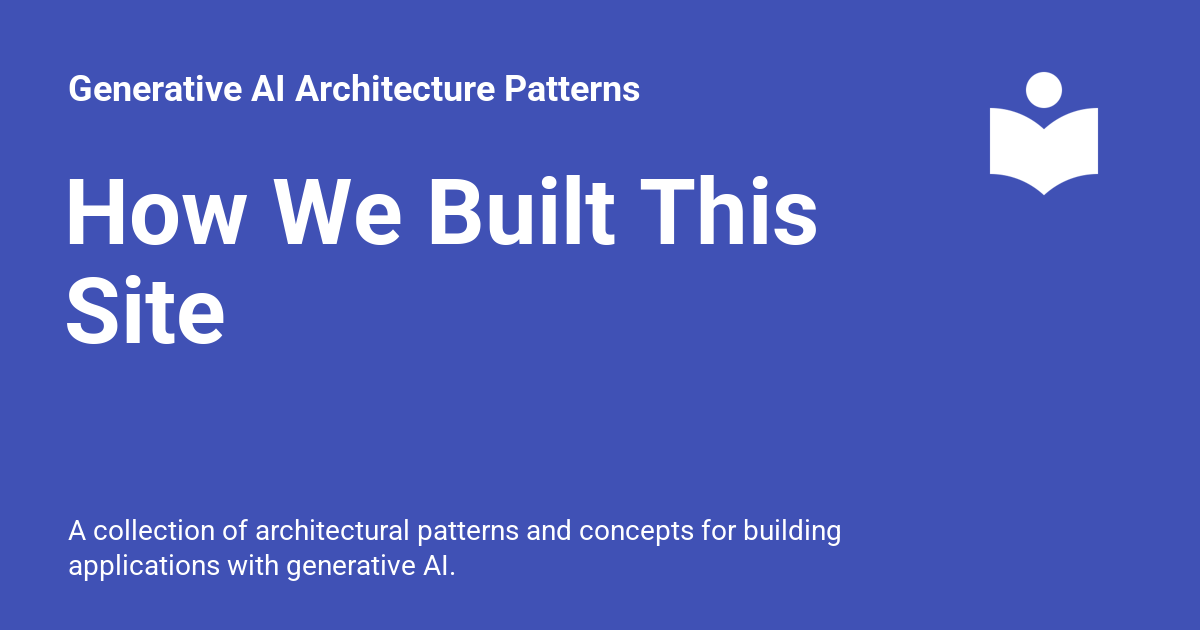 Generative AI Architecture Patterns
How We Built This
Site
A collection of architectural patterns and concepts for building
applications with generative AI.